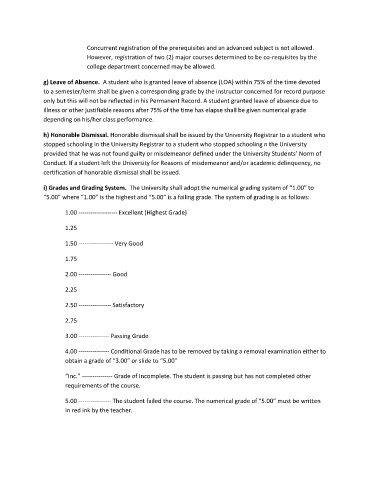 Concurrent registration of the prerequisites and an advanced subject is not allowed.
However, registration of two (2) major courses determined to be co-requisites by the
college department concerned may be allowed.
g) Leave of Absence. A student who is granted leave of absence (LOA) within 75% of the time devoted
to a semester/term shall be given a corresponding grade by the instructor concerned for record purpose
only but this will not be reflected in his Permanent Record. A student granted leave of absence due to
illness or other justifiable reasons after 75% of the time has elapse shall be given numerical grade
depending on his/her class performance.
h) Honorable Dismissal. Honorable dismissal shall be issued by the University Registrar to a student who
stopped schooling in the University Registrar to a student who stopped schooling n the University
provided that he was not found guilty or misdemeanor defined under the University Students' Norm of
Conduct. If a student left the University for Reasons of misdemeanor and/or academic delinquency, no
certification of honorable dismissal shall be issued.
i) Grades and Grading System. The University shall adopt the numerical grading system of "1.00" to
"5.00" where "1.00" is the highest and "5.00" is a failing grade. The system of grading is as follows:
1.00 ------------------- Excellent (Highest Grade)
1.25
1.50 ----------------- Very Good
1.75
2.00 ---------------- Good
2.25
2.50 ---------------- Satisfactory
2.75
3.00 --------------- Passing Grade
4.00 --------------- Conditional Grade has to be removed by taking a removal examination either to
obtain a grade of "3.00" or slide to "5.00"
"Inc." --------------- Grade of Incomplete. The student is passing but has not completed other
requirements of the course.
5.00 ---------------- The student failed the course. The numerical grade of "5.00" must be written
in red ink by the teacher.